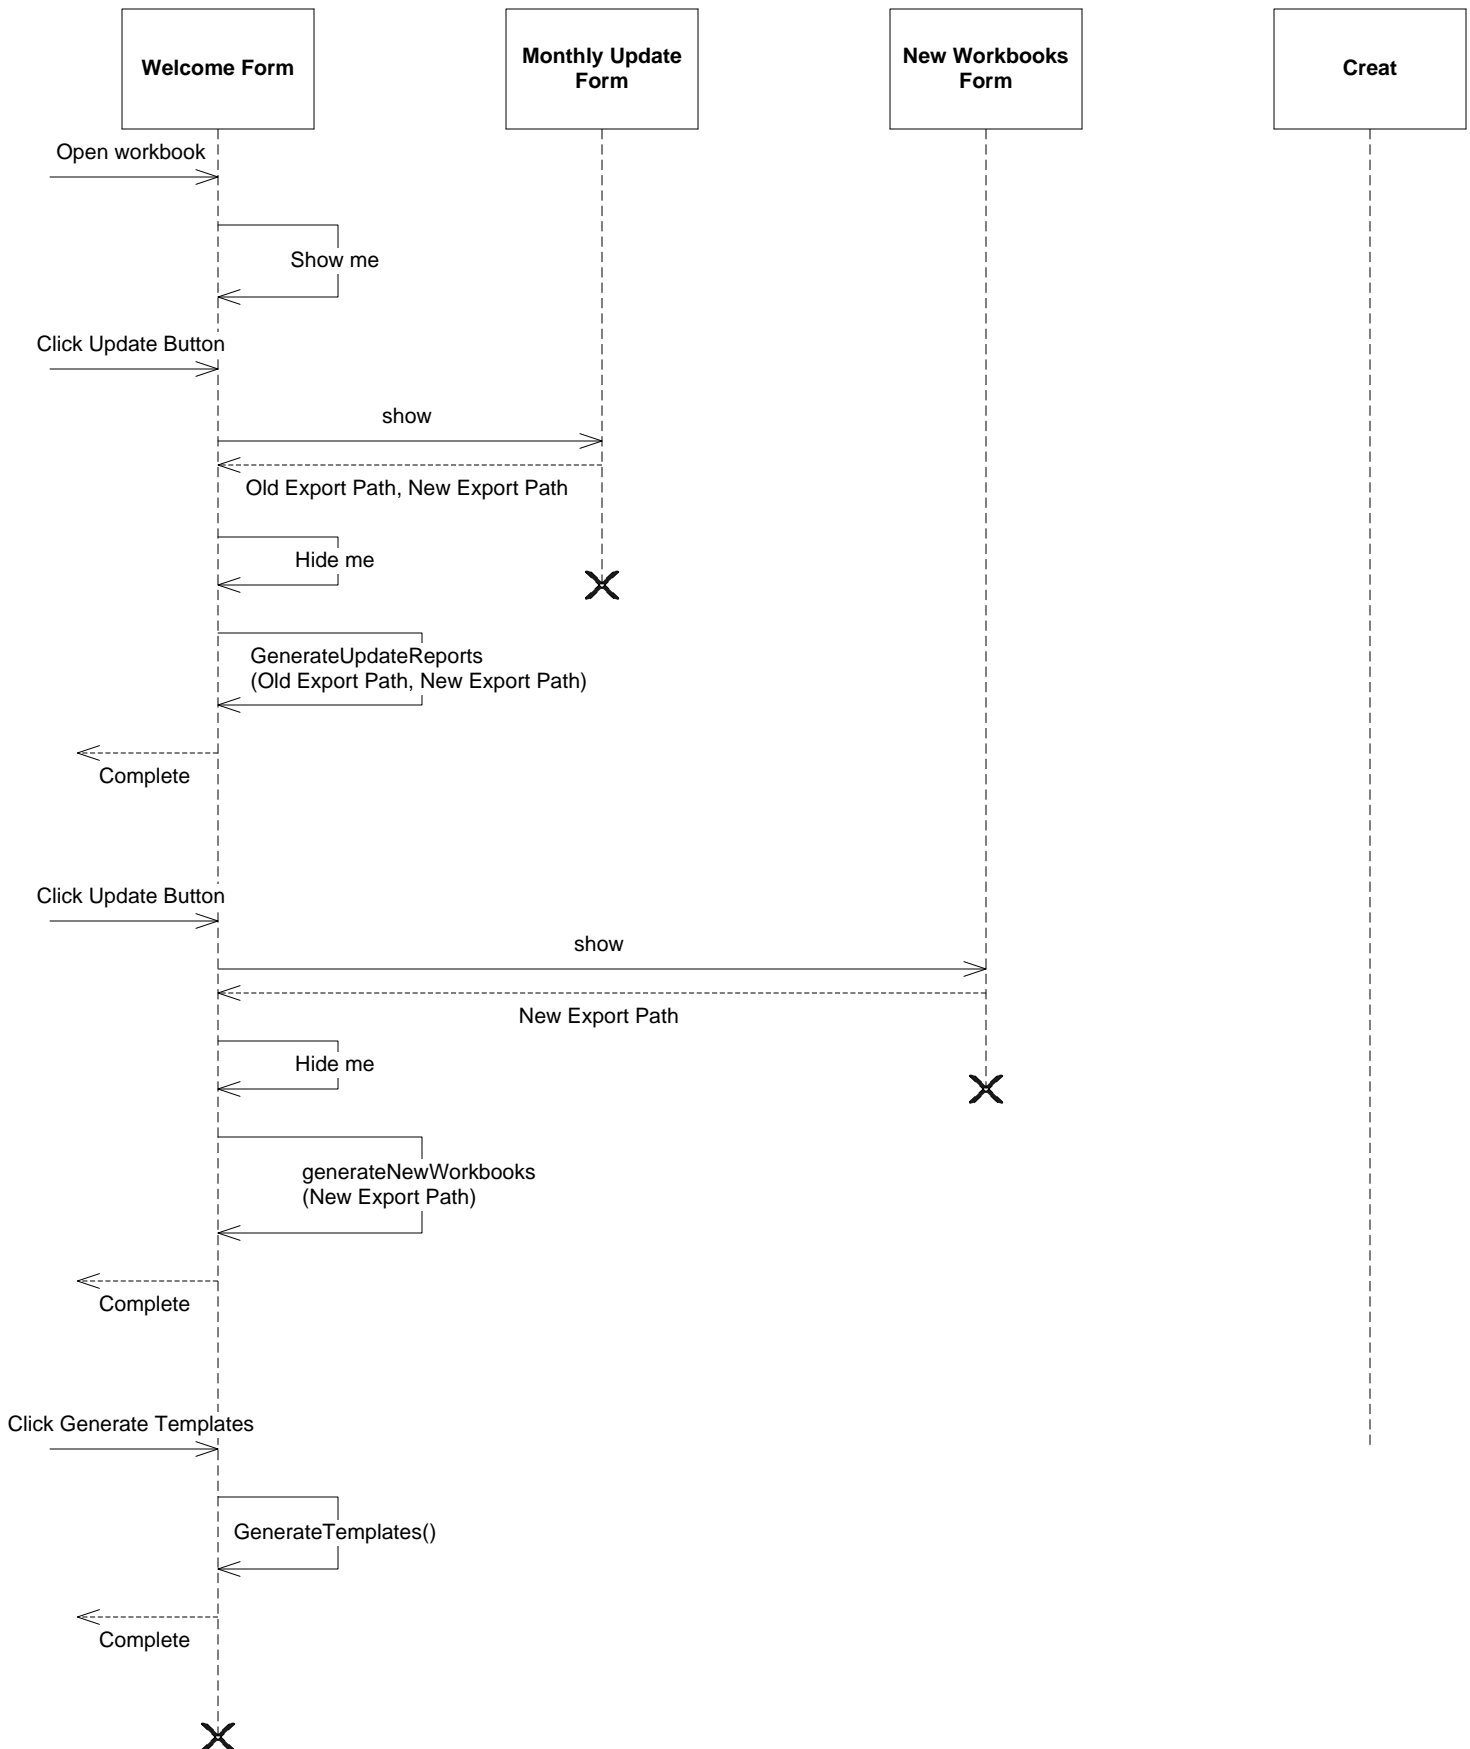 Welcome Form
Monthly Update
Form
New Workbooks
Form
Creat
Open workbook
Show me
Click Update Button
show
Old Export Path, New Export Path
Hide me
GenerateUpdateReports
(Old Export Path, New Export Path)
Complete
Click Update Button
show
New Export Path
Hide me
generateNewWorkbooks
(New Export Path)
Complete
Click Generate Templates
GenerateTemplates()
Complete